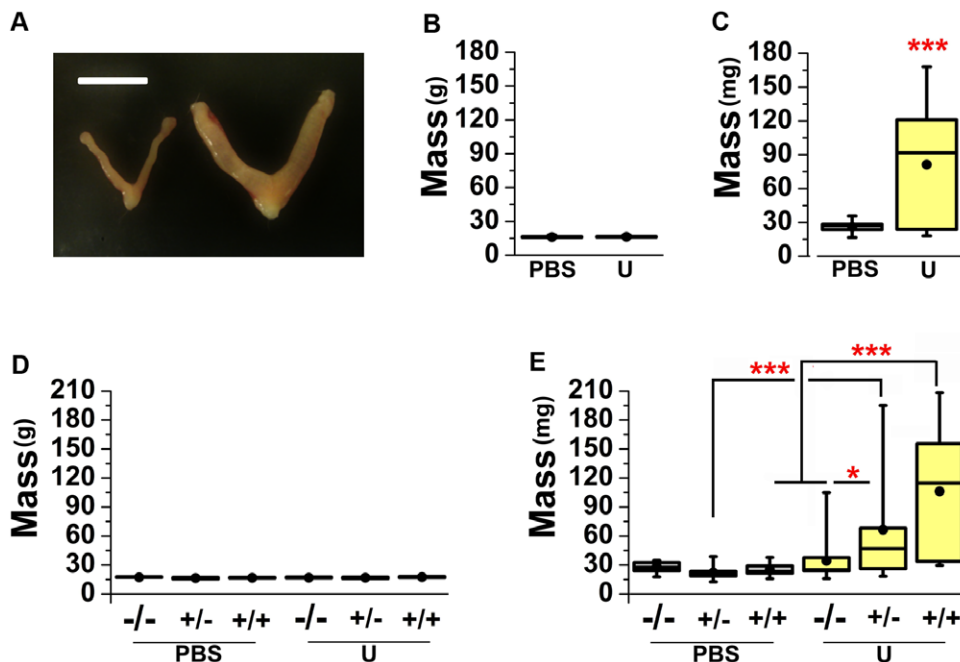 A
B
Mass(g)
180
150
120
90
60
30
0
PBS U
C
Mass(mg)
180
150
120
90
60
30
0
***
PBS U
D
Mass(g)
210
180
150
120
90
60
30
0
-/- +/- +/+ -/- +/- +/+
PBS U
E
Mass(mg)
210
180
150
120
90
60
30
0
*** ***
*
-/- +/- +/+ -/- +/- +/+
PBS U